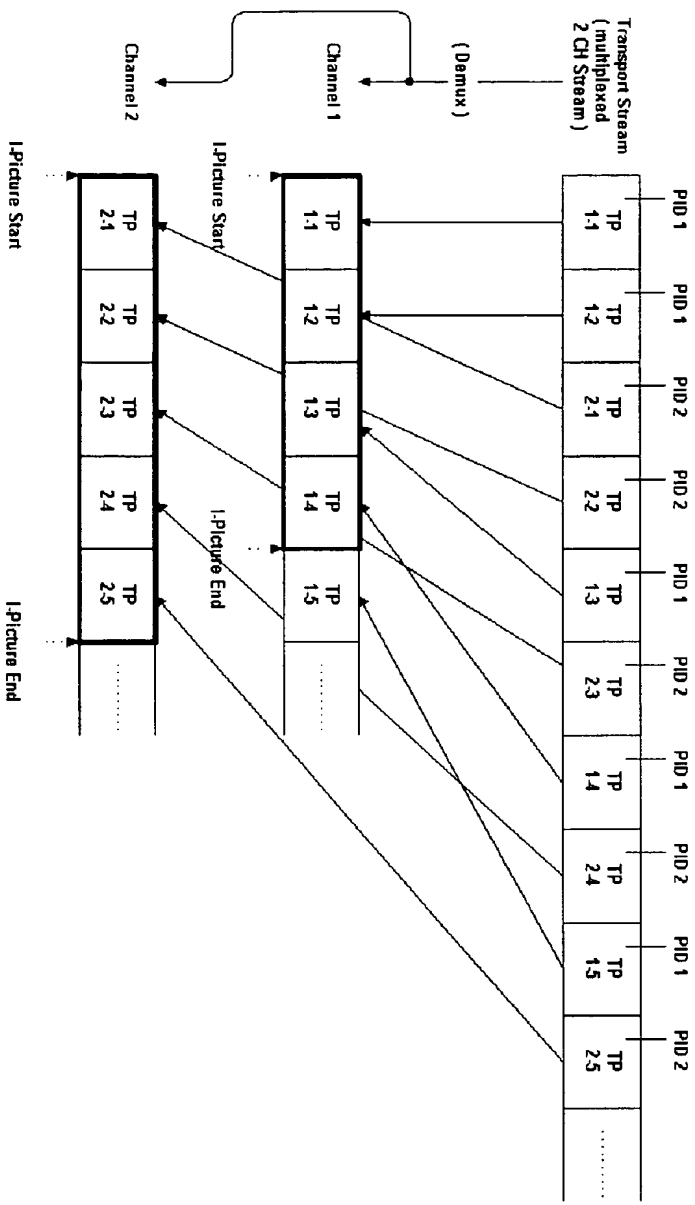 PID 1
PID 1
PID 2
PID 2
PID 1
PID 2
PID 1
PID 2
PID 1
PID 2
Transport Stream
( multiplexed
2 CH Stream )
TP
1-1
TP
1-2
TP
2-1
TP
2-2
TP
1-3
TP
2-3
TP
1-4
TP
2-4
TP
1-5
TP
2-5
( Demux )
Channel 1
TP
1-1
TP
1-2
TP
1-3
TP
1-4
TP
1-5
I-Picture Start
I-Picture End
Channel 2
TP
2-1
TP
2-2
TP
2-3
TP
2-4
TP
2-5
I-Picture Start
I-Picture End